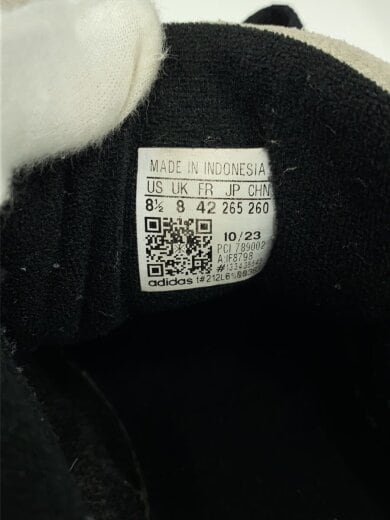 MADE IN INDONESIA
US UK FR JP CHN
8½ 8 42 265 260
10/23
PCI 789002
A:IF8798
adidas